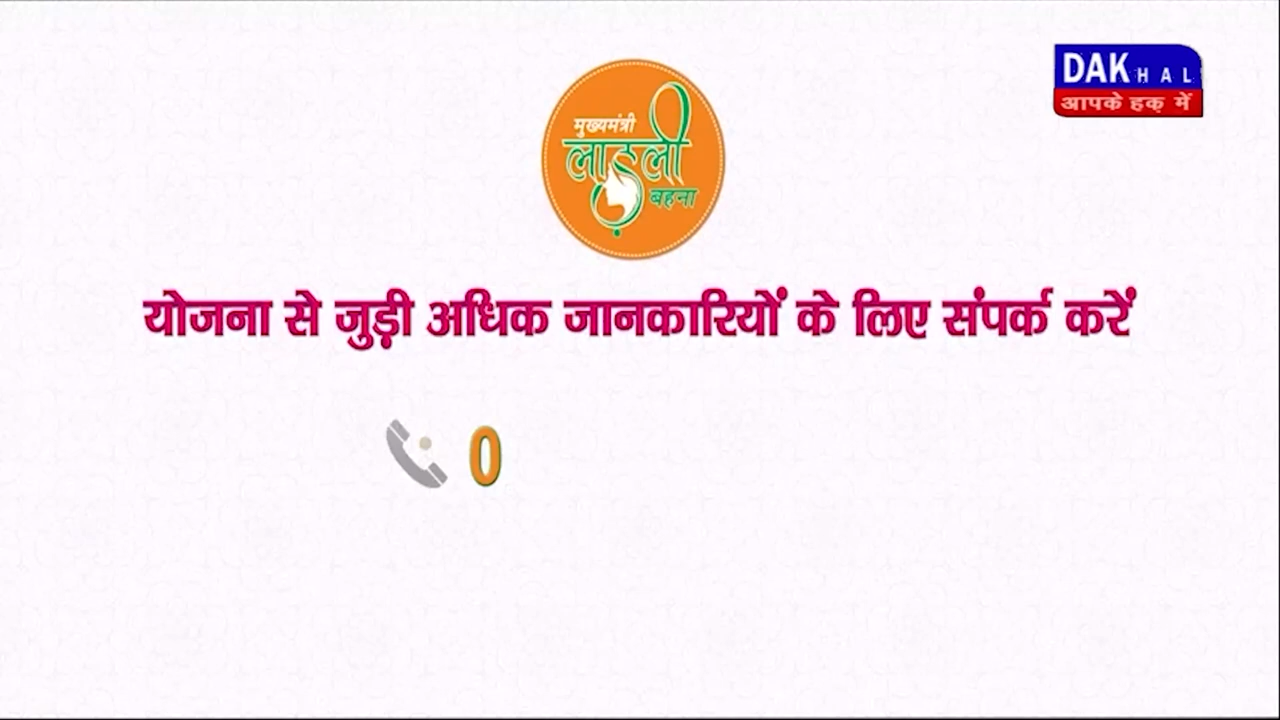 DAKHAL
आपके हक में
मुख्यमंत्री
लाड़ली
बहना
योजना से जुड़ी अधिक जानकारियों के लिए संपर्क करें
0